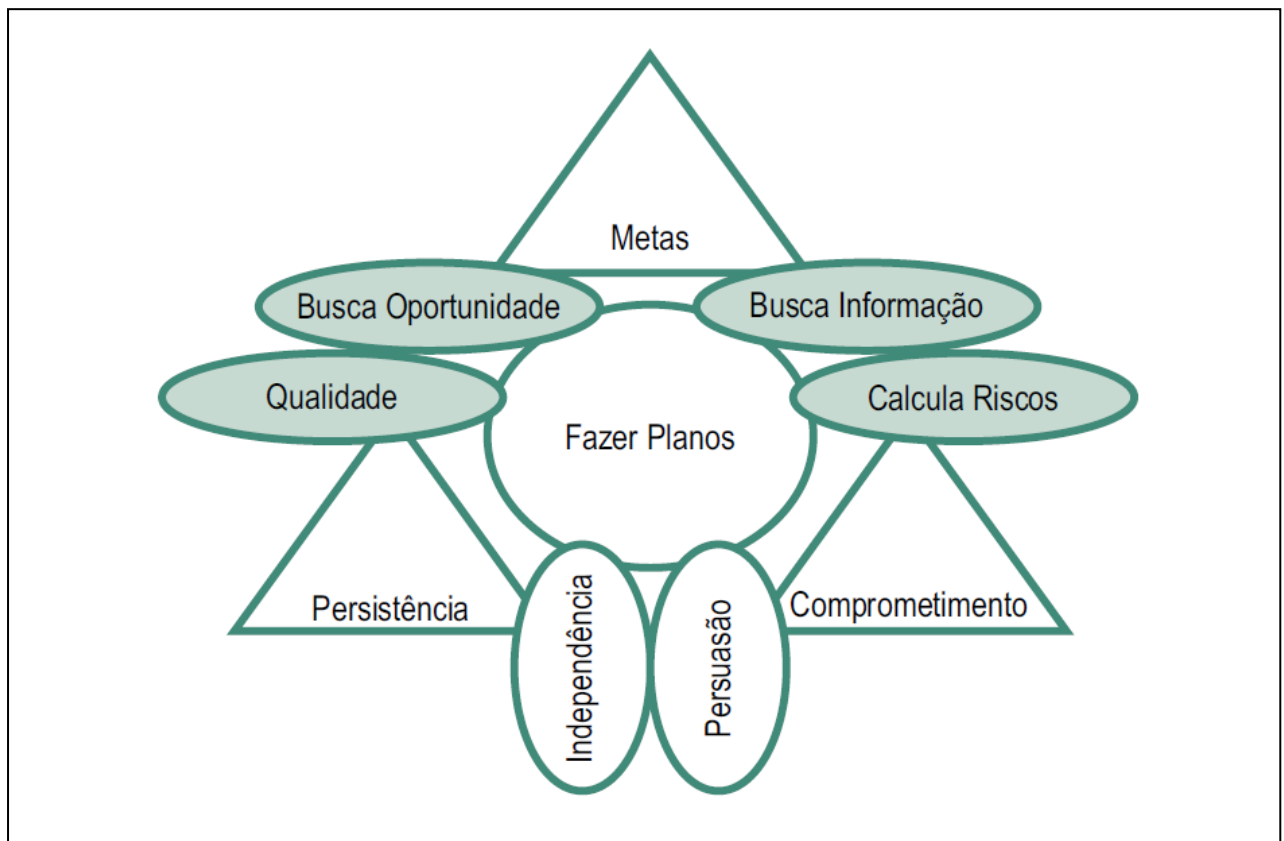 Metas
Busca Oportunidade
Busca Informação
Qualidade
Calcula Riscos
Fazer Planos
Persistência
Independência
Persuasão
Comprometimento